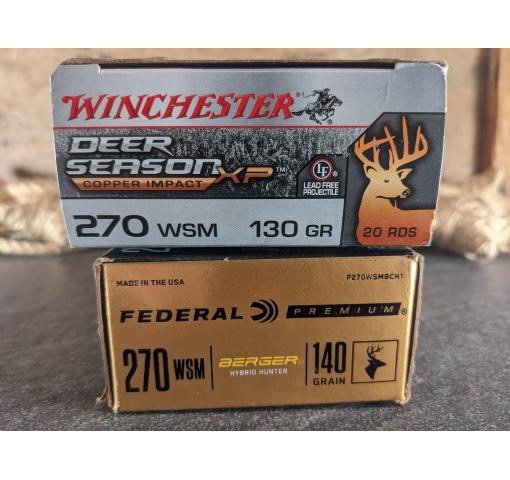 WINCHESTER
DEER
SEASON XP™
COPPER IMPACT
LF
LEAD FREE
PROJECTILE
270 WSM 130 GR
20 RDS
MADE IN THE USA P270WSMBCH1
FEDERAL PREMIUM®
270 WSM
BERGER
HYBRID HUNTER
140
GRAIN